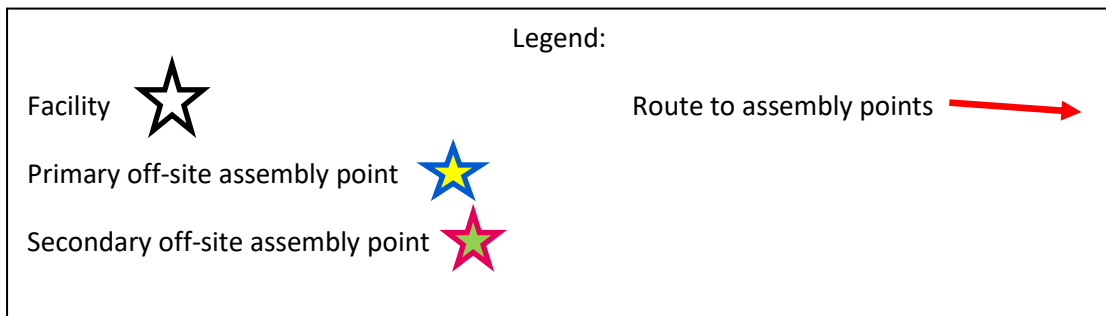 Legend:
Facility
Route to assembly points
Primary off-site assembly point
Secondary off-site assembly point